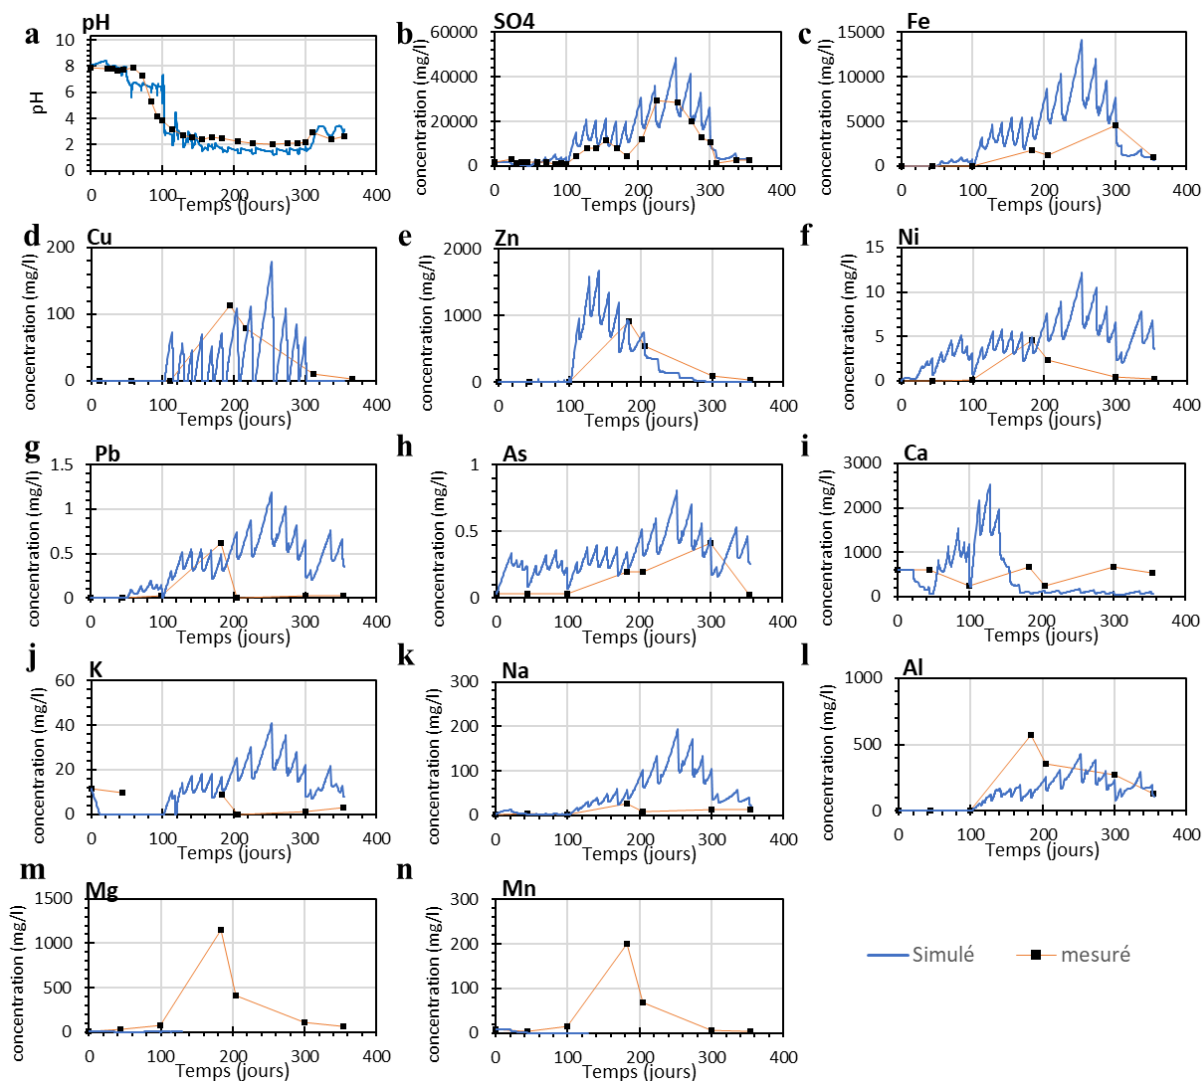 a
pH
pH
10
8
6
4
2
0
0 100 200 300 400
Temps (jours)
b
SO4
concentration (mg/l)
60000
40000
20000
0
0 100 200 300 400
Temps (jours)
c
Fe
concentration (mg/l)
15000
10000
5000
0
0 100 200 300 400
Temps (jours)
d
Cu
concentration (mg/l)
200
100
0
0 100 200 300 400
Temps (jours)
e
Zn
concentration (mg/l)
2000
1000
0
0 100 200 300 400
Temps (jours)
f
Ni
concentration (mg/l)
15
10
5
0
0 100 200 300 400
Temps (jours)
g
Pb
concentration (mg/l)
1.5
1
0.5
0
0 100 200 300 400
Temps (jours)
h
As
concentration (mg/l)
1
0.5
0
0 100 200 300 400
Temps (jours)
i
Ca
concentration (mg/l)
3000
2000
1000
0
0 100 200 300 400
Temps (jours)
j
K
concentration (mg/l)
60
40
20
0
0 100 200 300 400
Temps (jours)
k
Na
concentration (mg/l)
300
200
100
0
0 100 200 300 400
Temps (jours)
l
Al
concentration (mg/l)
1000
500
0
0 100 200 300 400
Temps (jours)
m
Mg
concentration (mg/l)
1500
1000
500
0
0 100 200 300 400
Temps (jours)
n
Mn
concentration (mg/l)
300
200
100
0
0 100 200 300 400
Temps (jours)
Simulé
mesuré